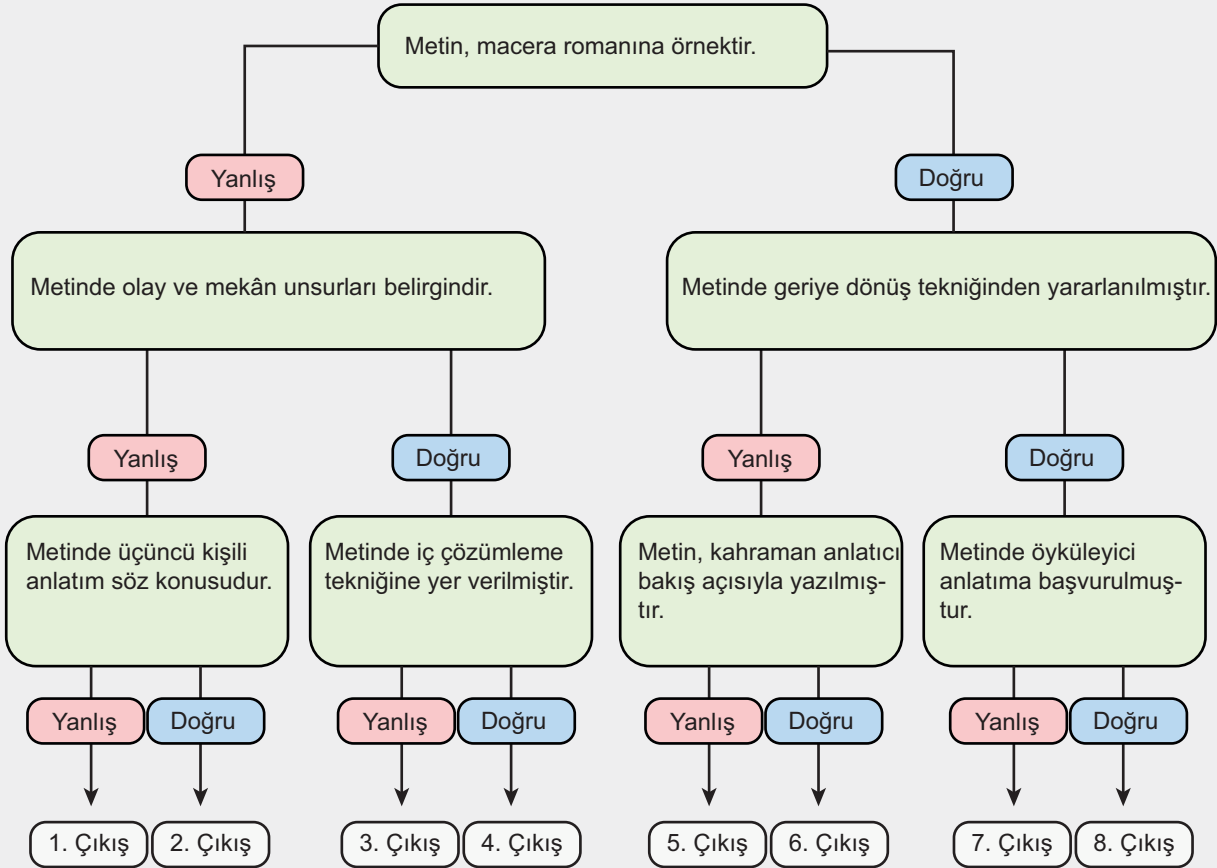 Metin, macera romanına örnektir.
Yanlış
Doğru
Metinde olay ve mekân unsurları belirgindir.
Metinde geriye dönüş tekniğinden yararlanılmıştır.
Yanlış
Doğru
Yanlış
Doğru
Metinde üçüncü kişili
anlatım söz konusudur.
Metinde iç çözümleme
tekniğine yer verilmiştir.
Metin, kahraman anlatıcı
bakış açısıyla yazılmış-
tır.
Metinde öyküleyici
anlatıma başvurulmuş-
tur.
Yanlış
Doğru
Yanlış
Doğru
Yanlış
Doğru
Yanlış
Doğru
1. Çıkış
2. Çıkış
3. Çıkış
4. Çıkış
5. Çıkış
6. Çıkış
7. Çıkış
8. Çıkış